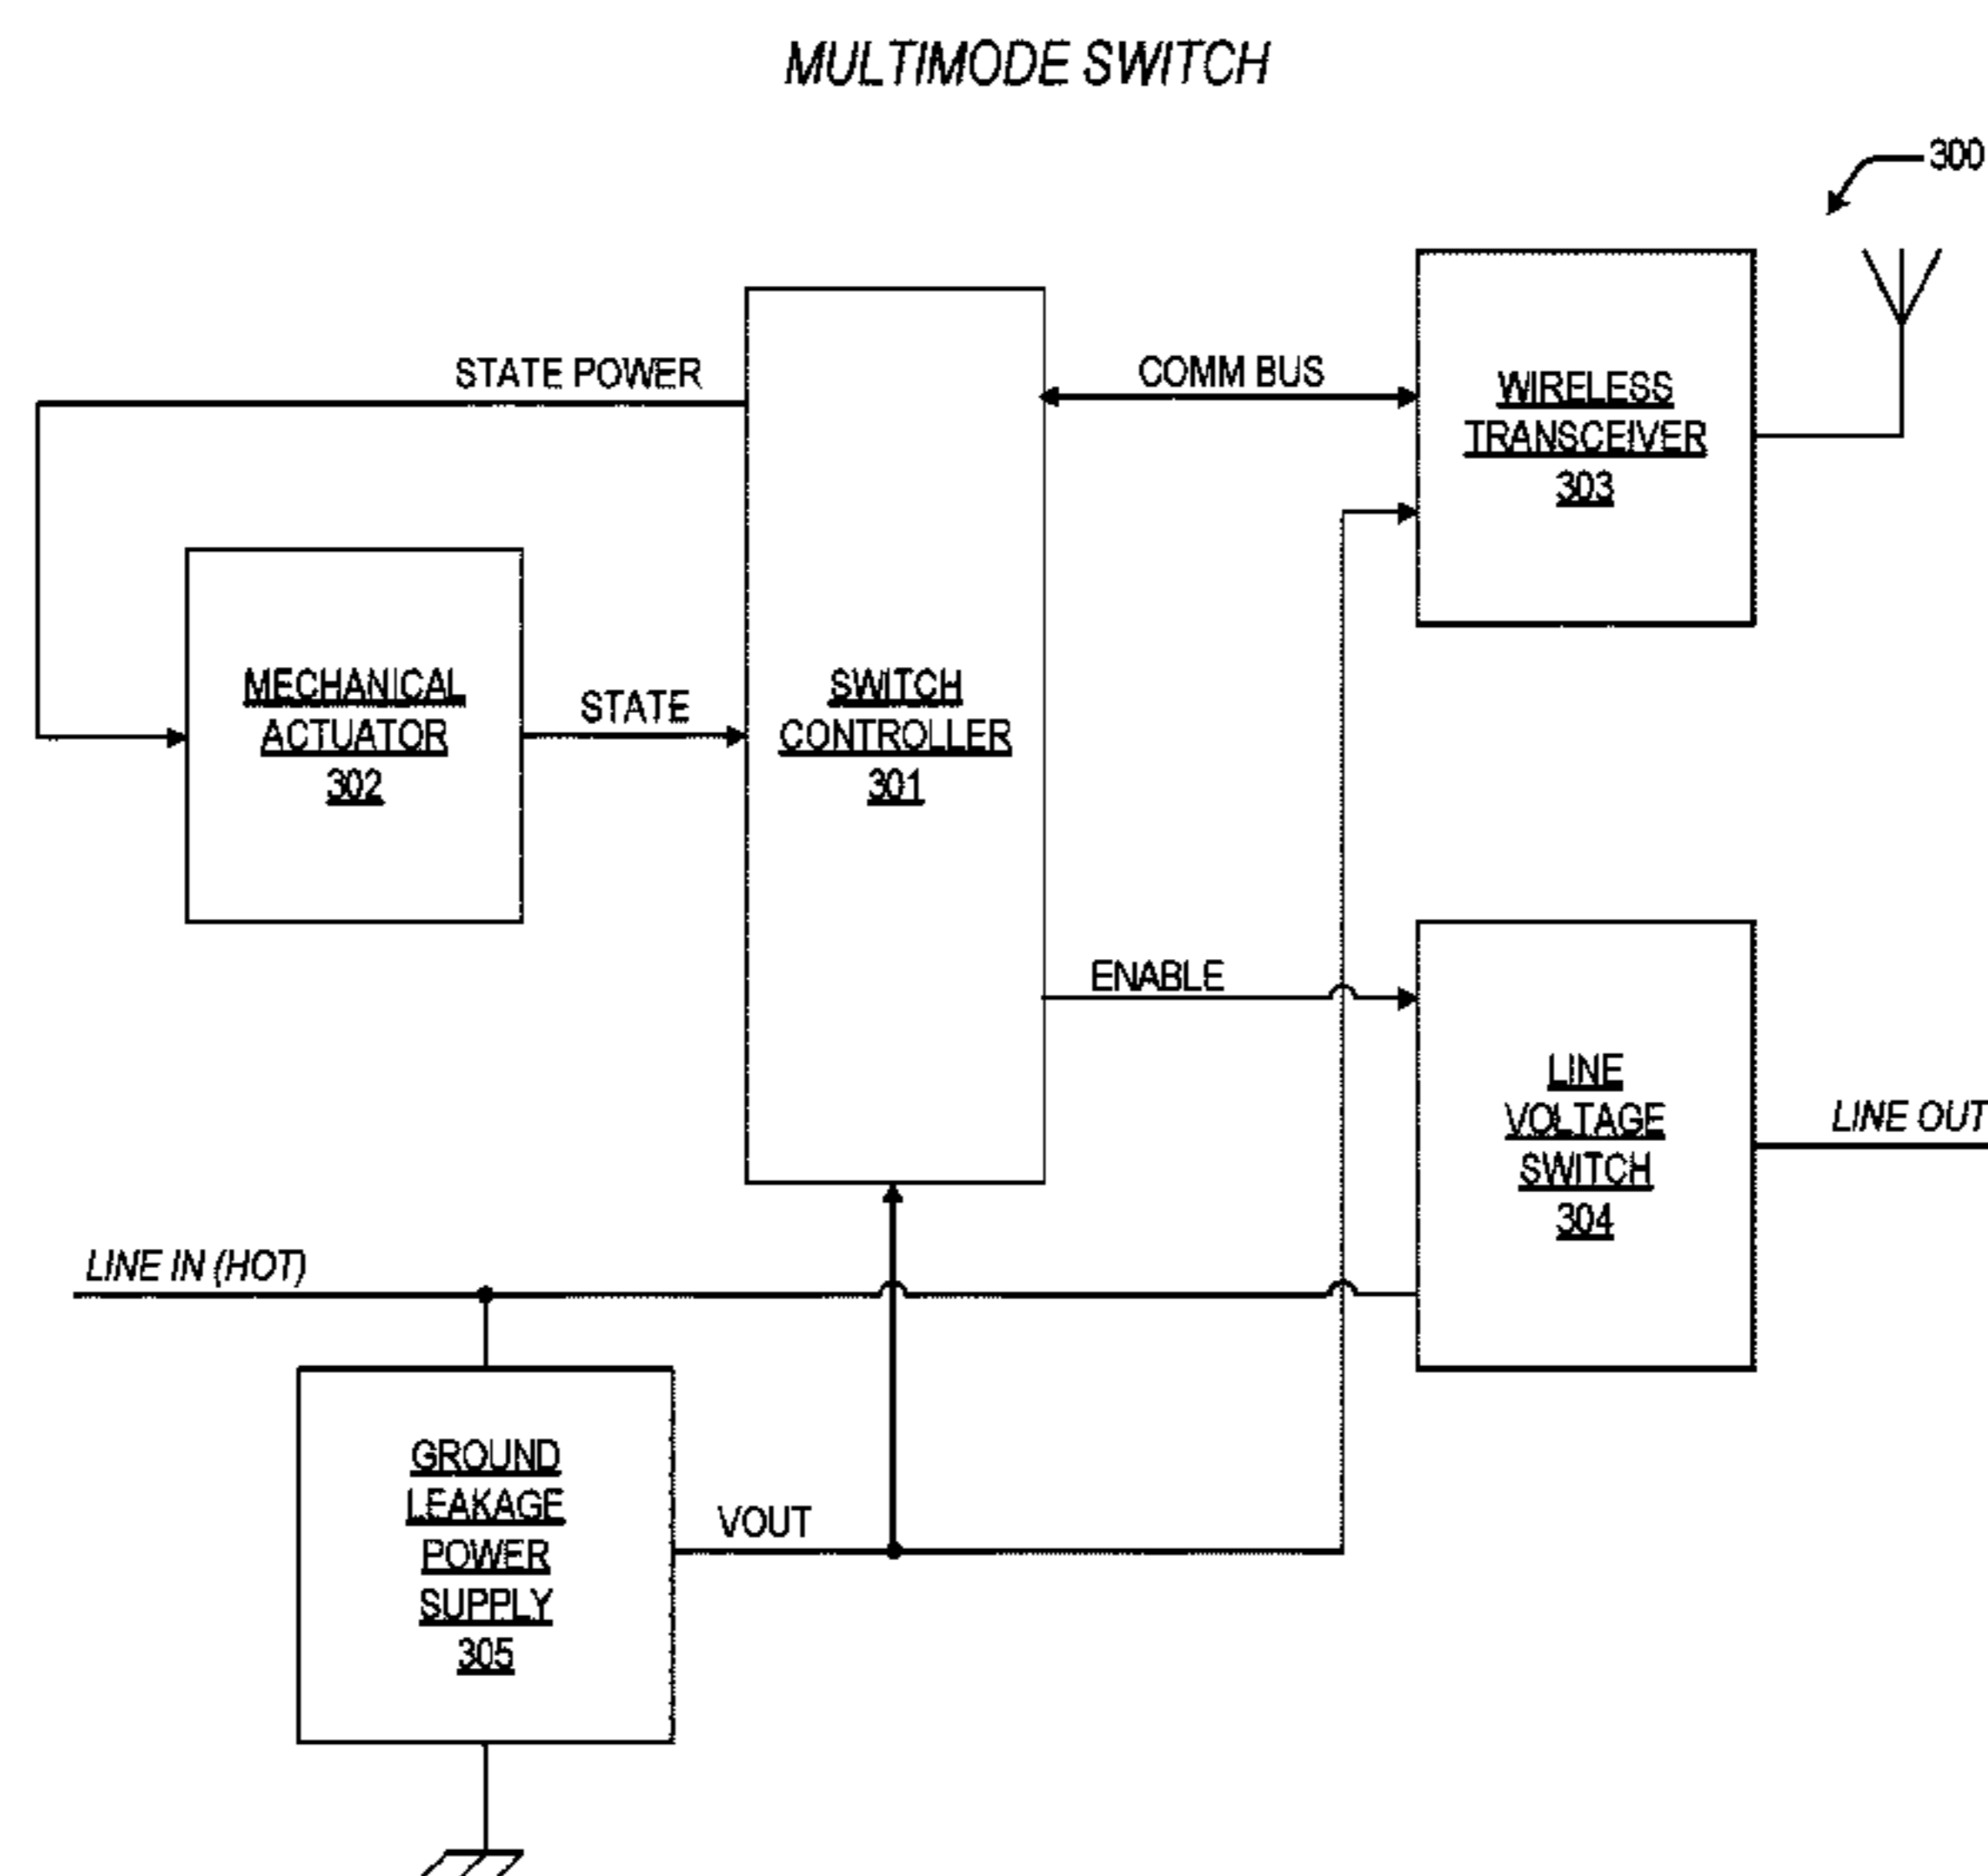 MULTIMODE SWITCH
300
STATE POWER
COMM BUS
WIRELESS
TRANSCEIVER
303
MECHANICAL
ACTUATOR
302
STATE
SWITCH
CONTROLLER
301
ENABLE
LINE
VOLTAGE
SWITCH
304
LINE OUT
LINE IN (HOT)
GROUND
LEAKAGE
POWER
SUPPLY
305
VOUT